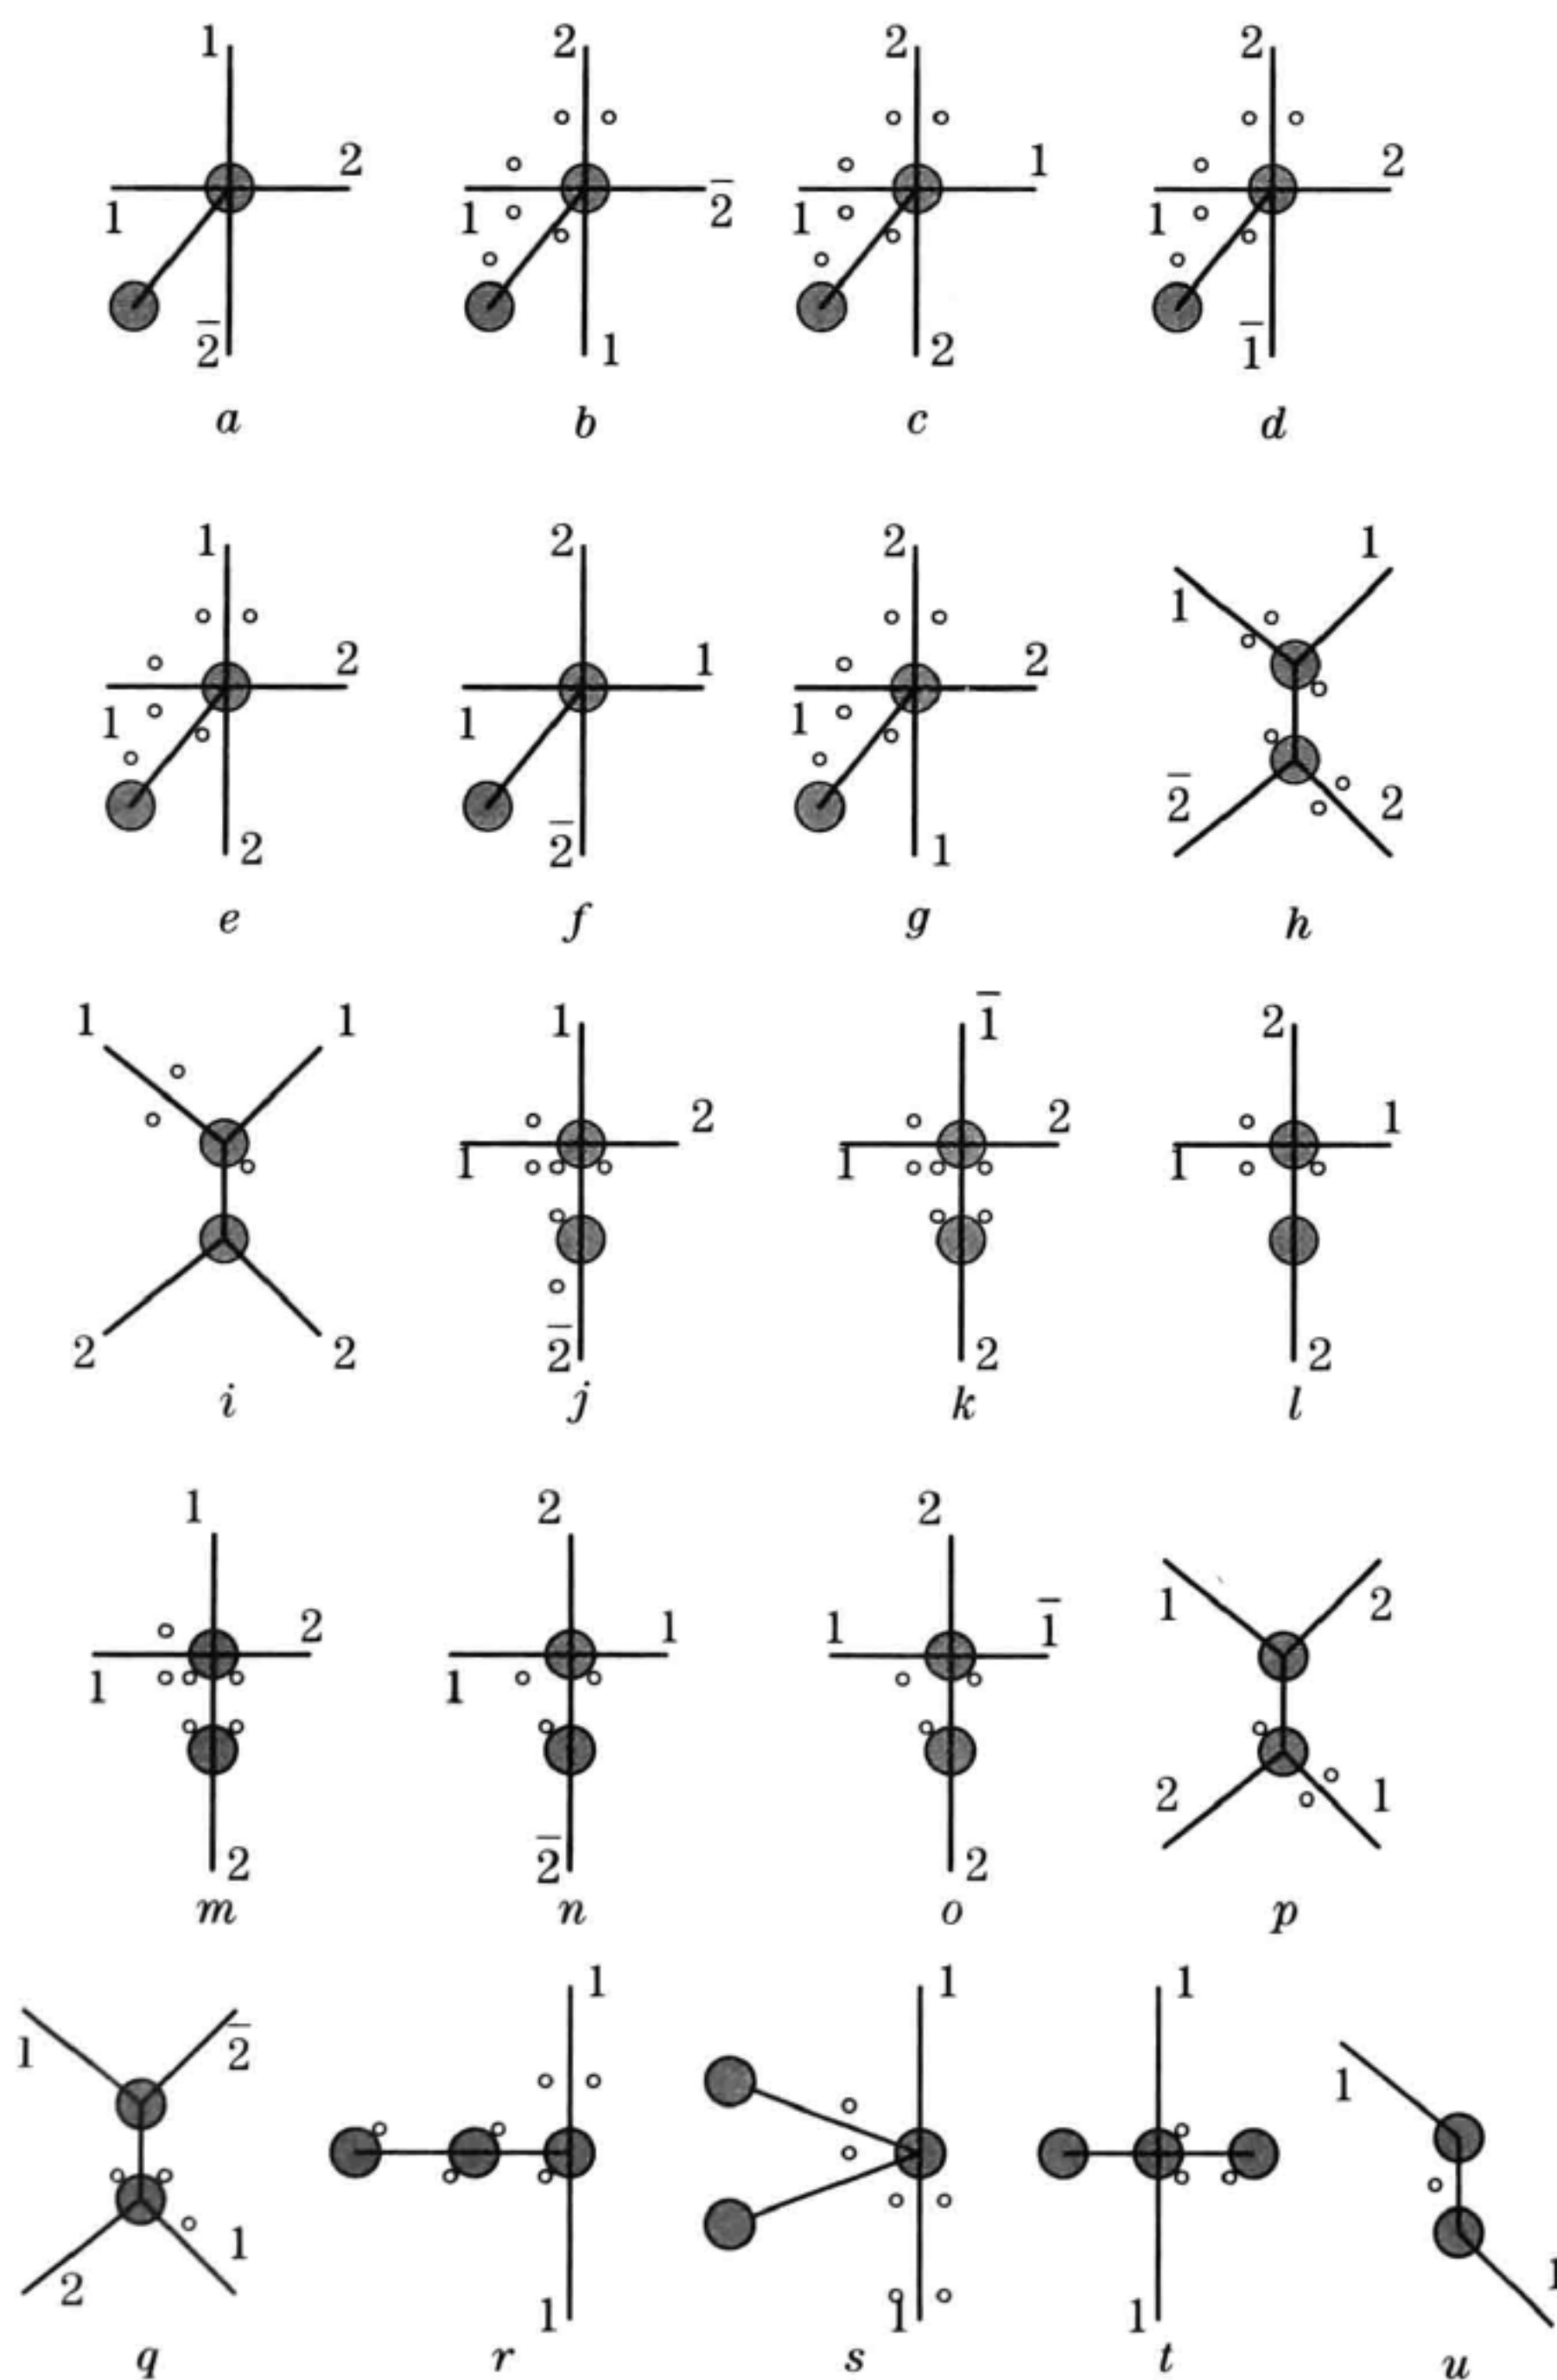 1 2 2 2
2 1 2
1 1 1 1
2̅
2̅ 1 2 1̅
a b c d
1 2 2 1
2 1 2
1 1 1 1
2̅ 2
2 2̅ 1
e f g h
1 1 1 1̅ 2
2 2 1
1 1 1
2 2 2̅ 2 2
i j k l
1 2 2
2 1 1 1̅ 1 2
1 1
2 1
2 2̅ 2
m n o p
1 1 1
1 2̅ 1
1
2 1 1 1 1
q r s t u